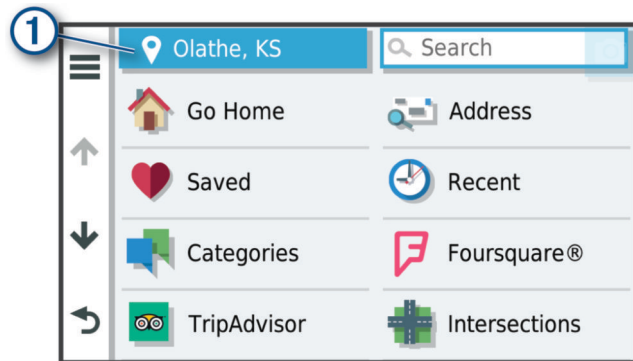 1
Olathe, KS
Search
Go Home
Address
Saved
Recent
Categories
Foursquare®
TripAdvisor
Intersections